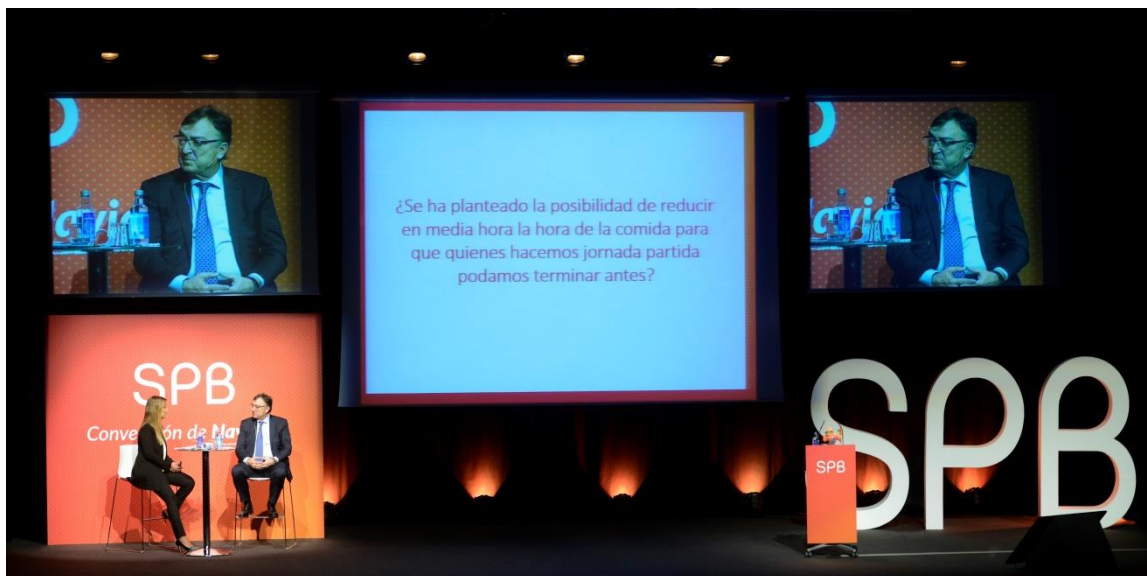 ¿Se ha planteado la posibilidad de reducir
en media hora la hora de la comida para
que quienes hacemos jornada partida
podamos terminar antes?
SPB
SPB
SPB